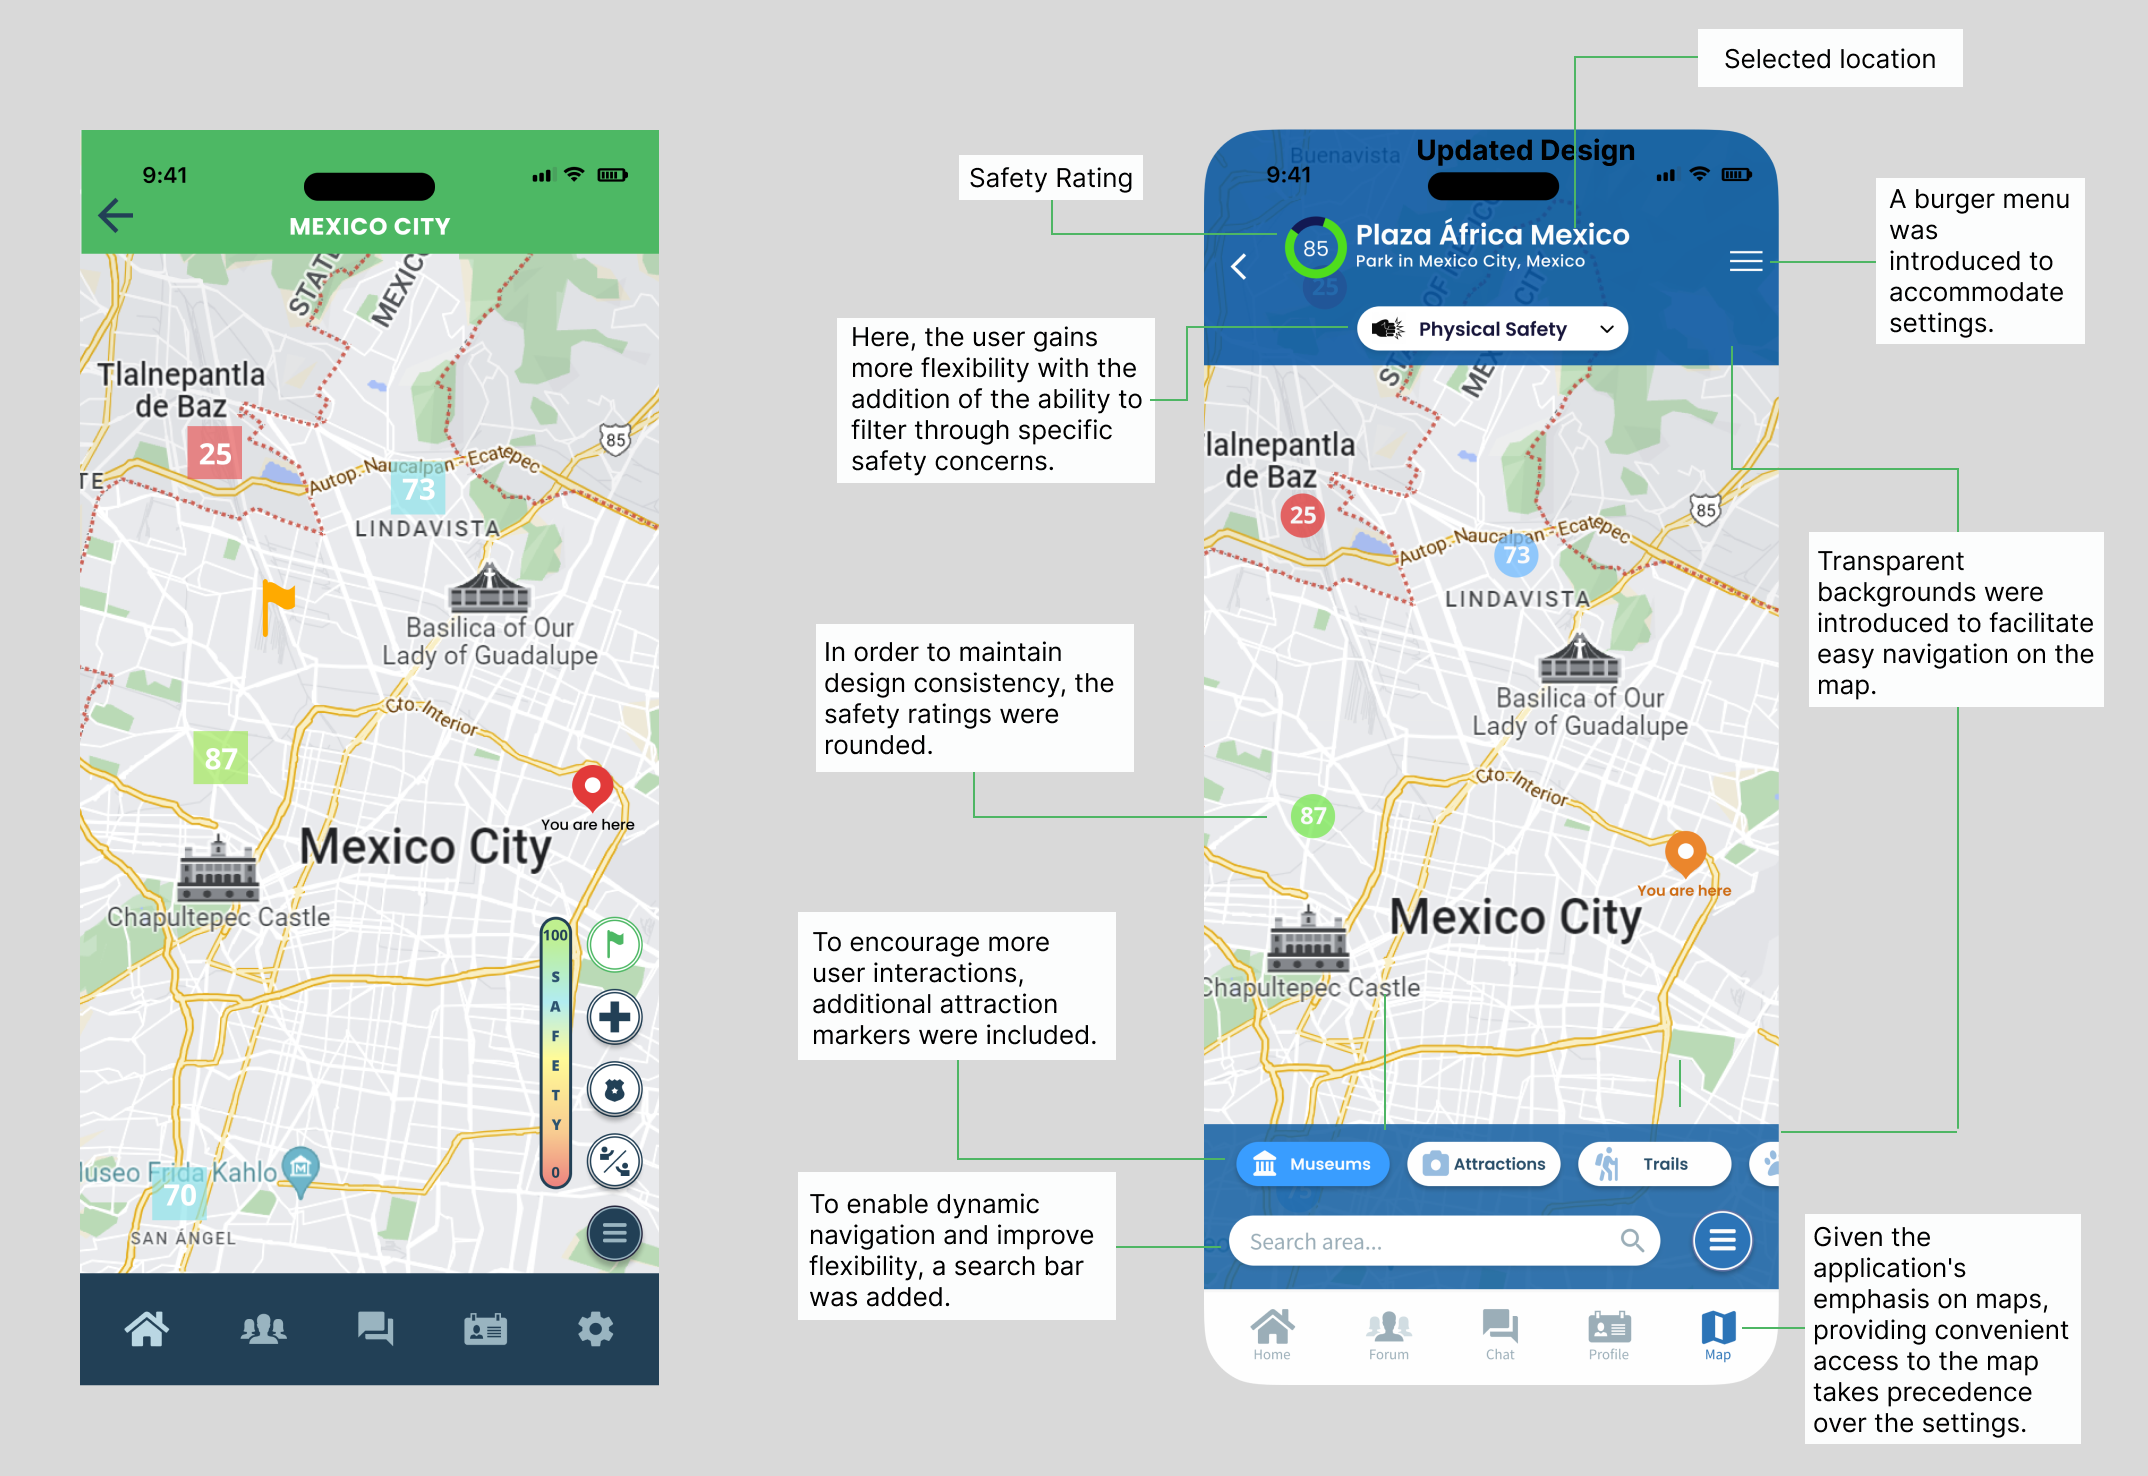 9:41
MEXICO CITY
STATE
MEXICO
Tlalnepantla
de Baz
25
85
Autop. Naucalpan - Ecatepec
73
TE
LINDAVISTA
Basilica of Our
Lady of Guadalupe
Cto. Interior
87
You are here
Mexico City
Chapultepec Castle
100
S
A
F
E
T
Y
0
useo Frida Kahlo
70
SAN ÁNGEL
Selected location
Safety Rating
A burger menu
was
introduced to
accommodate
settings.
Here, the user gains
more flexibility with the
addition of the ability to
filter through specific
safety concerns.
In order to maintain
design consistency, the
safety ratings were
rounded.
To encourage more
user interactions,
additional attraction
markers were included.
To enable dynamic
navigation and improve
flexibility, a search bar
was added.
Buenavista
Updated Design
9:41
85
Plaza África Mexico
Park in Mexico City, Mexico
25
Physical Safety
lalnepantla
de Baz
25
85
Autop. Naucalpan - Ecatepec
73
LINDAVISTA
Basilica of Our
Lady of Guadalupe
Cto. Interior
87
You are here
Mexico City
Chapultepec Castle
Museums
Attractions
Trails
Search area...
Home
Forum
Chat
Profile
Map
Transparent
backgrounds were
introduced to facilitate
easy navigation on the
map.
Given the
application's
emphasis on maps,
providing convenient
access to the map
takes precedence
over the settings.